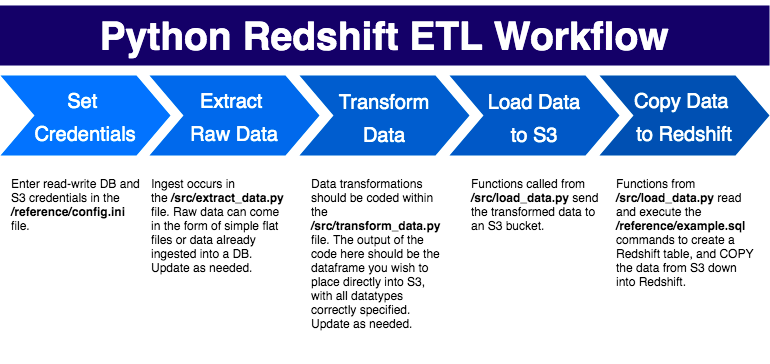 Python Redshift ETL Workflow
Set
Credentials
Extract
Raw Data
Transform
Data
Load Data
to S3
Copy Data
to Redshift
Enter read-write DB and
S3 credentials in the
/reference/config.ini
file.
Ingest occurs in
the /src/extract_data.py
file. Raw data can come
in the form of simple flat
files or data already
ingested into a DB.
Update as needed.
Data transformations
should be coded within
the
/src/transform_data.py
file. The output of the
code here should be the
dataframe you wish to
place directly into S3,
with all datatypes
correctly specified.
Update as needed.
Functions called from
/src/load_data.py send
the transformed data to
an S3 bucket.
Functions from
/src/load_data.py read
and execute the
/reference/example.sql
commands to create a
Redshift table, and COPY
the data from S3 down
into Redshift.